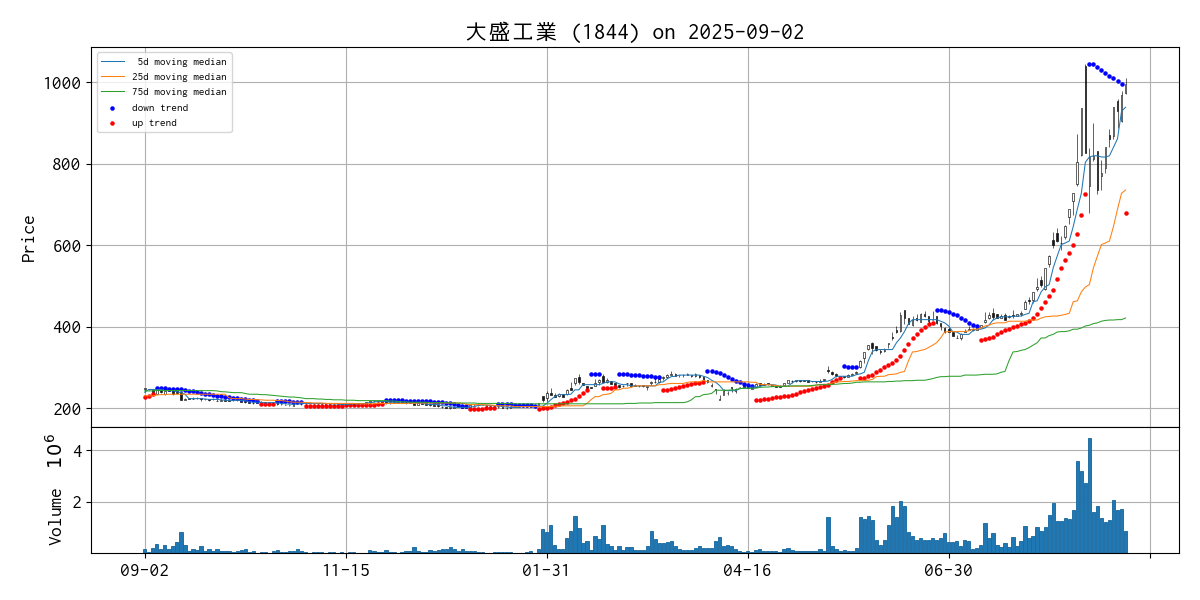 大盛工業 (1844) on 2025-09-02
5d moving median
25d moving median
75d moving median
down trend
up trend
Price
1000
800
600
400
200
Volume 10^6
4
2
09-02 11-15 01-31 04-16 06-30